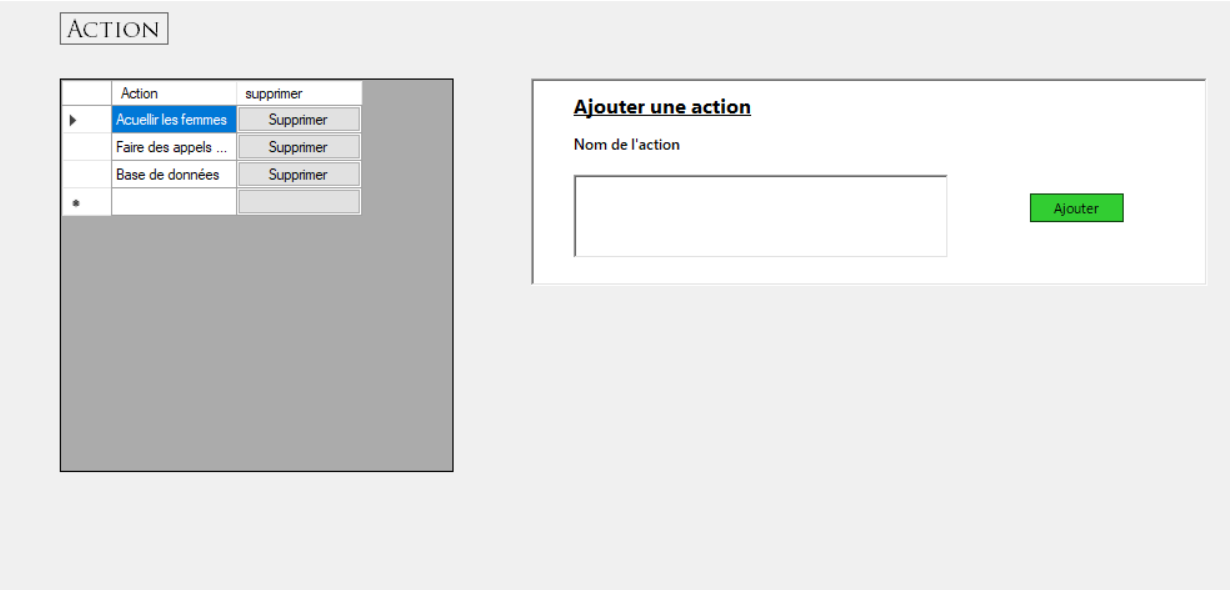 ACTION
Action supprimer
Acuellir les femmes Supprimer
Faire des appels ... Supprimer
Base de données Supprimer
Ajouter une action
Nom de l'action
Ajouter